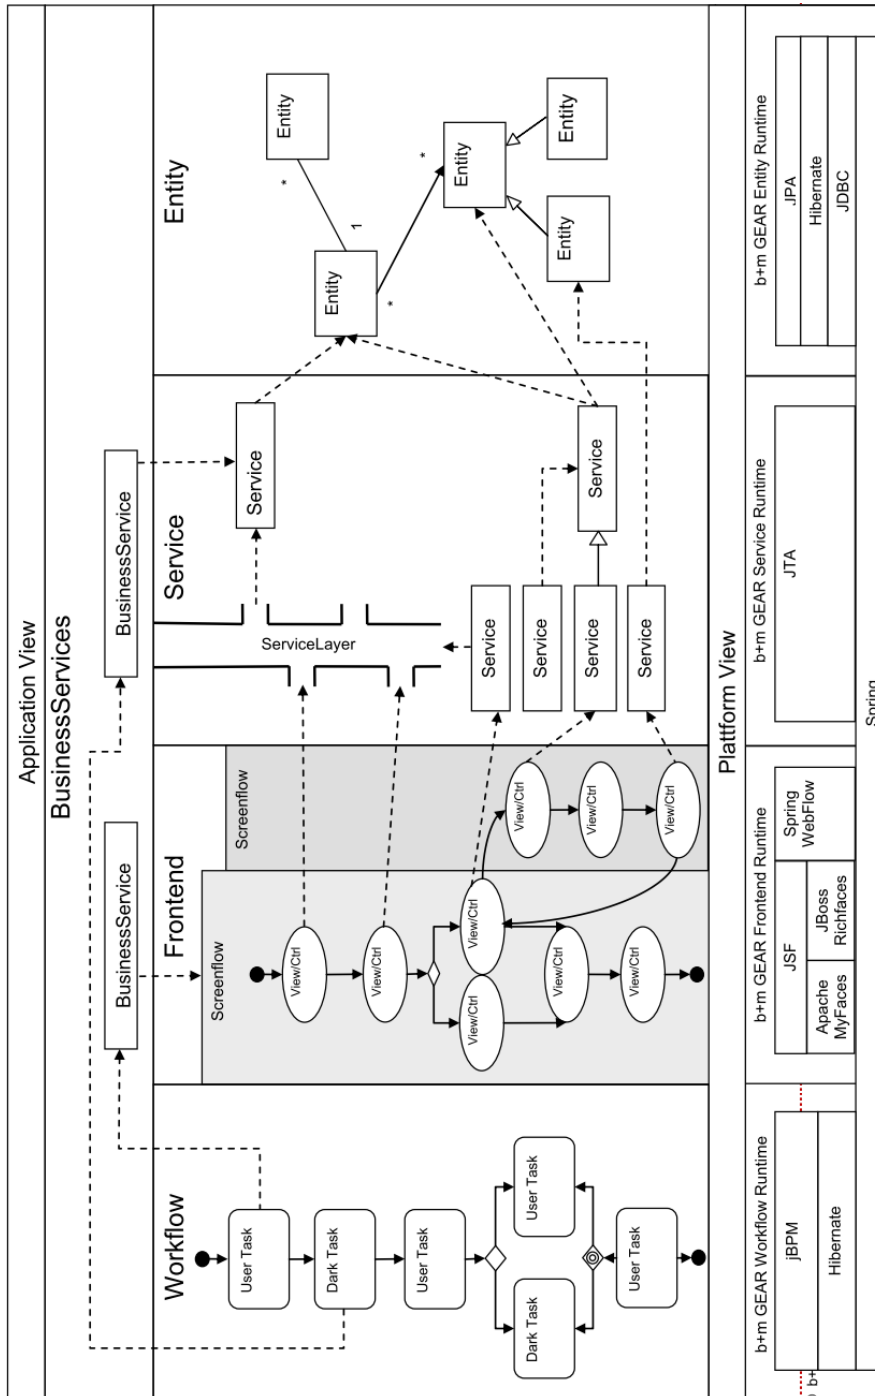 Application View
BusinessServices
BusinessService
BusinessService
Workflow
User Task
Dark Task
User Task
Dark Task
User Task
User Task
Frontend
Screenflow
View/Ctrl
View/Ctrl
View/Ctrl
View/Ctrl
View/Ctrl
View/Ctrl
Screenflow
View/Ctrl
View/Ctrl
View/Ctrl
Service
Service
ServiceLayer
Service
Service
Service
Service
Service
Entity
Entity
*
1
Entity
*
*
Entity
Entity
Entity
Plattform View
b+m GEAR Workflow Runtime
jBPM
Hibernate
b+m GEAR Frontend Runtime
JSF
Apache
MyFaces
JBoss
Richfaces
Spring
WebFlow
b+m GEAR Service Runtime
JTA
b+m GEAR Entity Runtime
JPA
Hibernate
JDBC
Spring